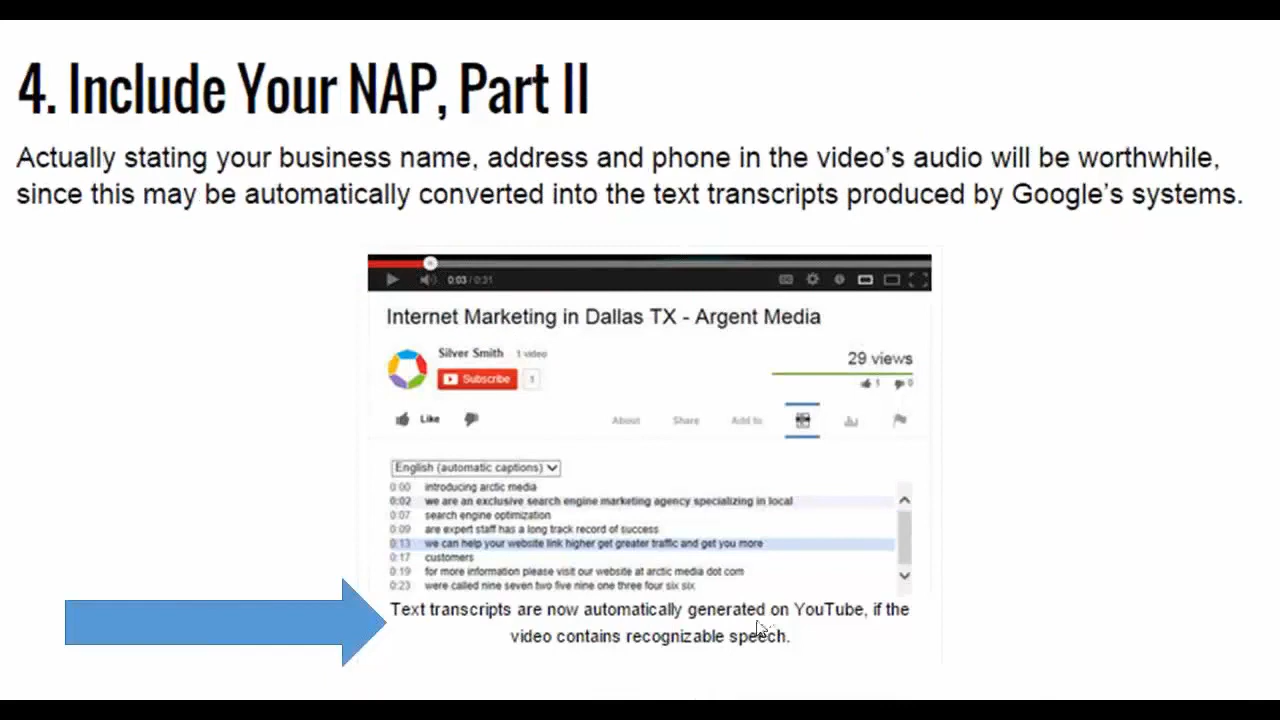 4. Include Your NAP, Part II
Actually stating your business name, address and phone in the video's audio will be worthwhile,
since this may be automatically converted into the text transcripts produced by Google's systems.
0:03 / 0:31
Internet Marketing in Dallas TX - Argent Media
Silver Smith 1 video
29 views
Subscribe 1
1 0
Like About Share Add to
English (automatic captions)
0:00 introducing arctic media
0:02 we are an exclusive search engine marketing agency specializing in local
0:07 search engine optimization
0:09 are expert staff has a long track record of success
0:13 we can help your website link higher get greater traffic and get you more
0:17 customers
0:19 for more information please visit our website at arctic media dot com
0:23 were called nine seven two five nine one three four six six
Text transcripts are now automatically generated on YouTube, if the
video contains recognizable speech.